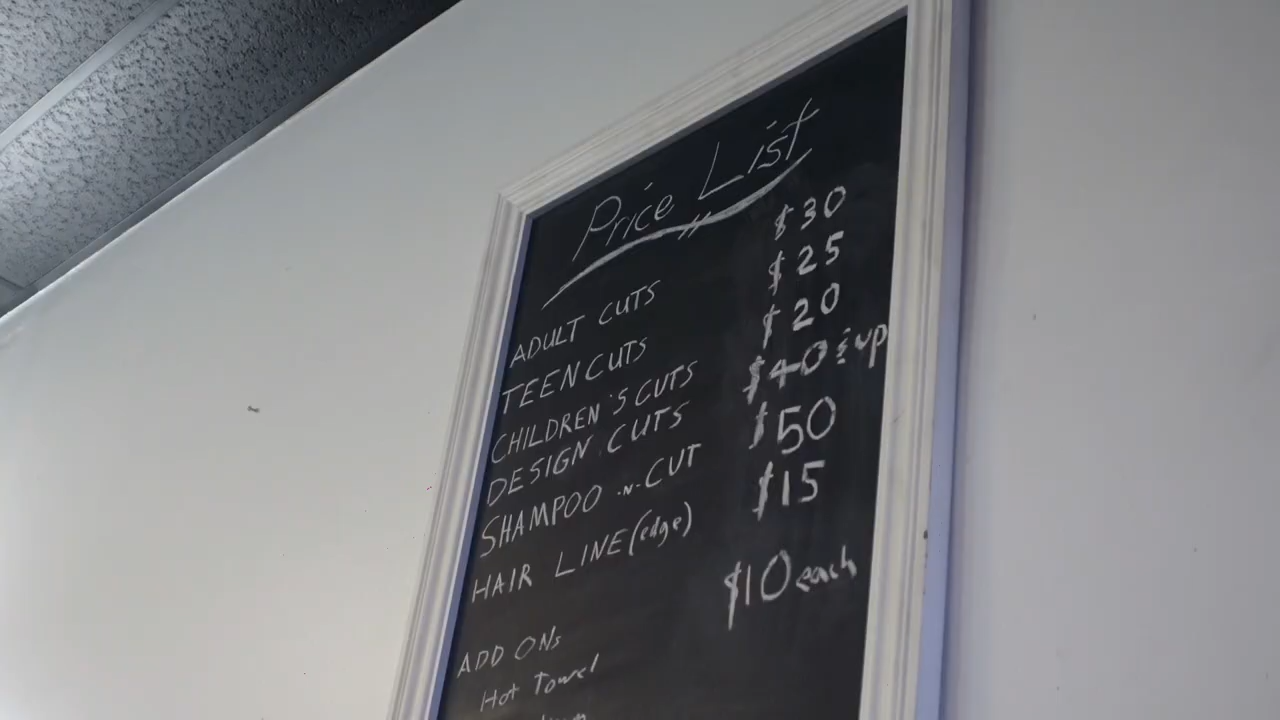 Price List
ADULT CUTS $30
TEEN CUTS $25
CHILDREN'S CUTS $20
DESIGN CUTS $40 & up
SHAMPOO -N- CUT $50
HAIR LINE (edge) $15
ADD ONs $10 each
Hot Towel